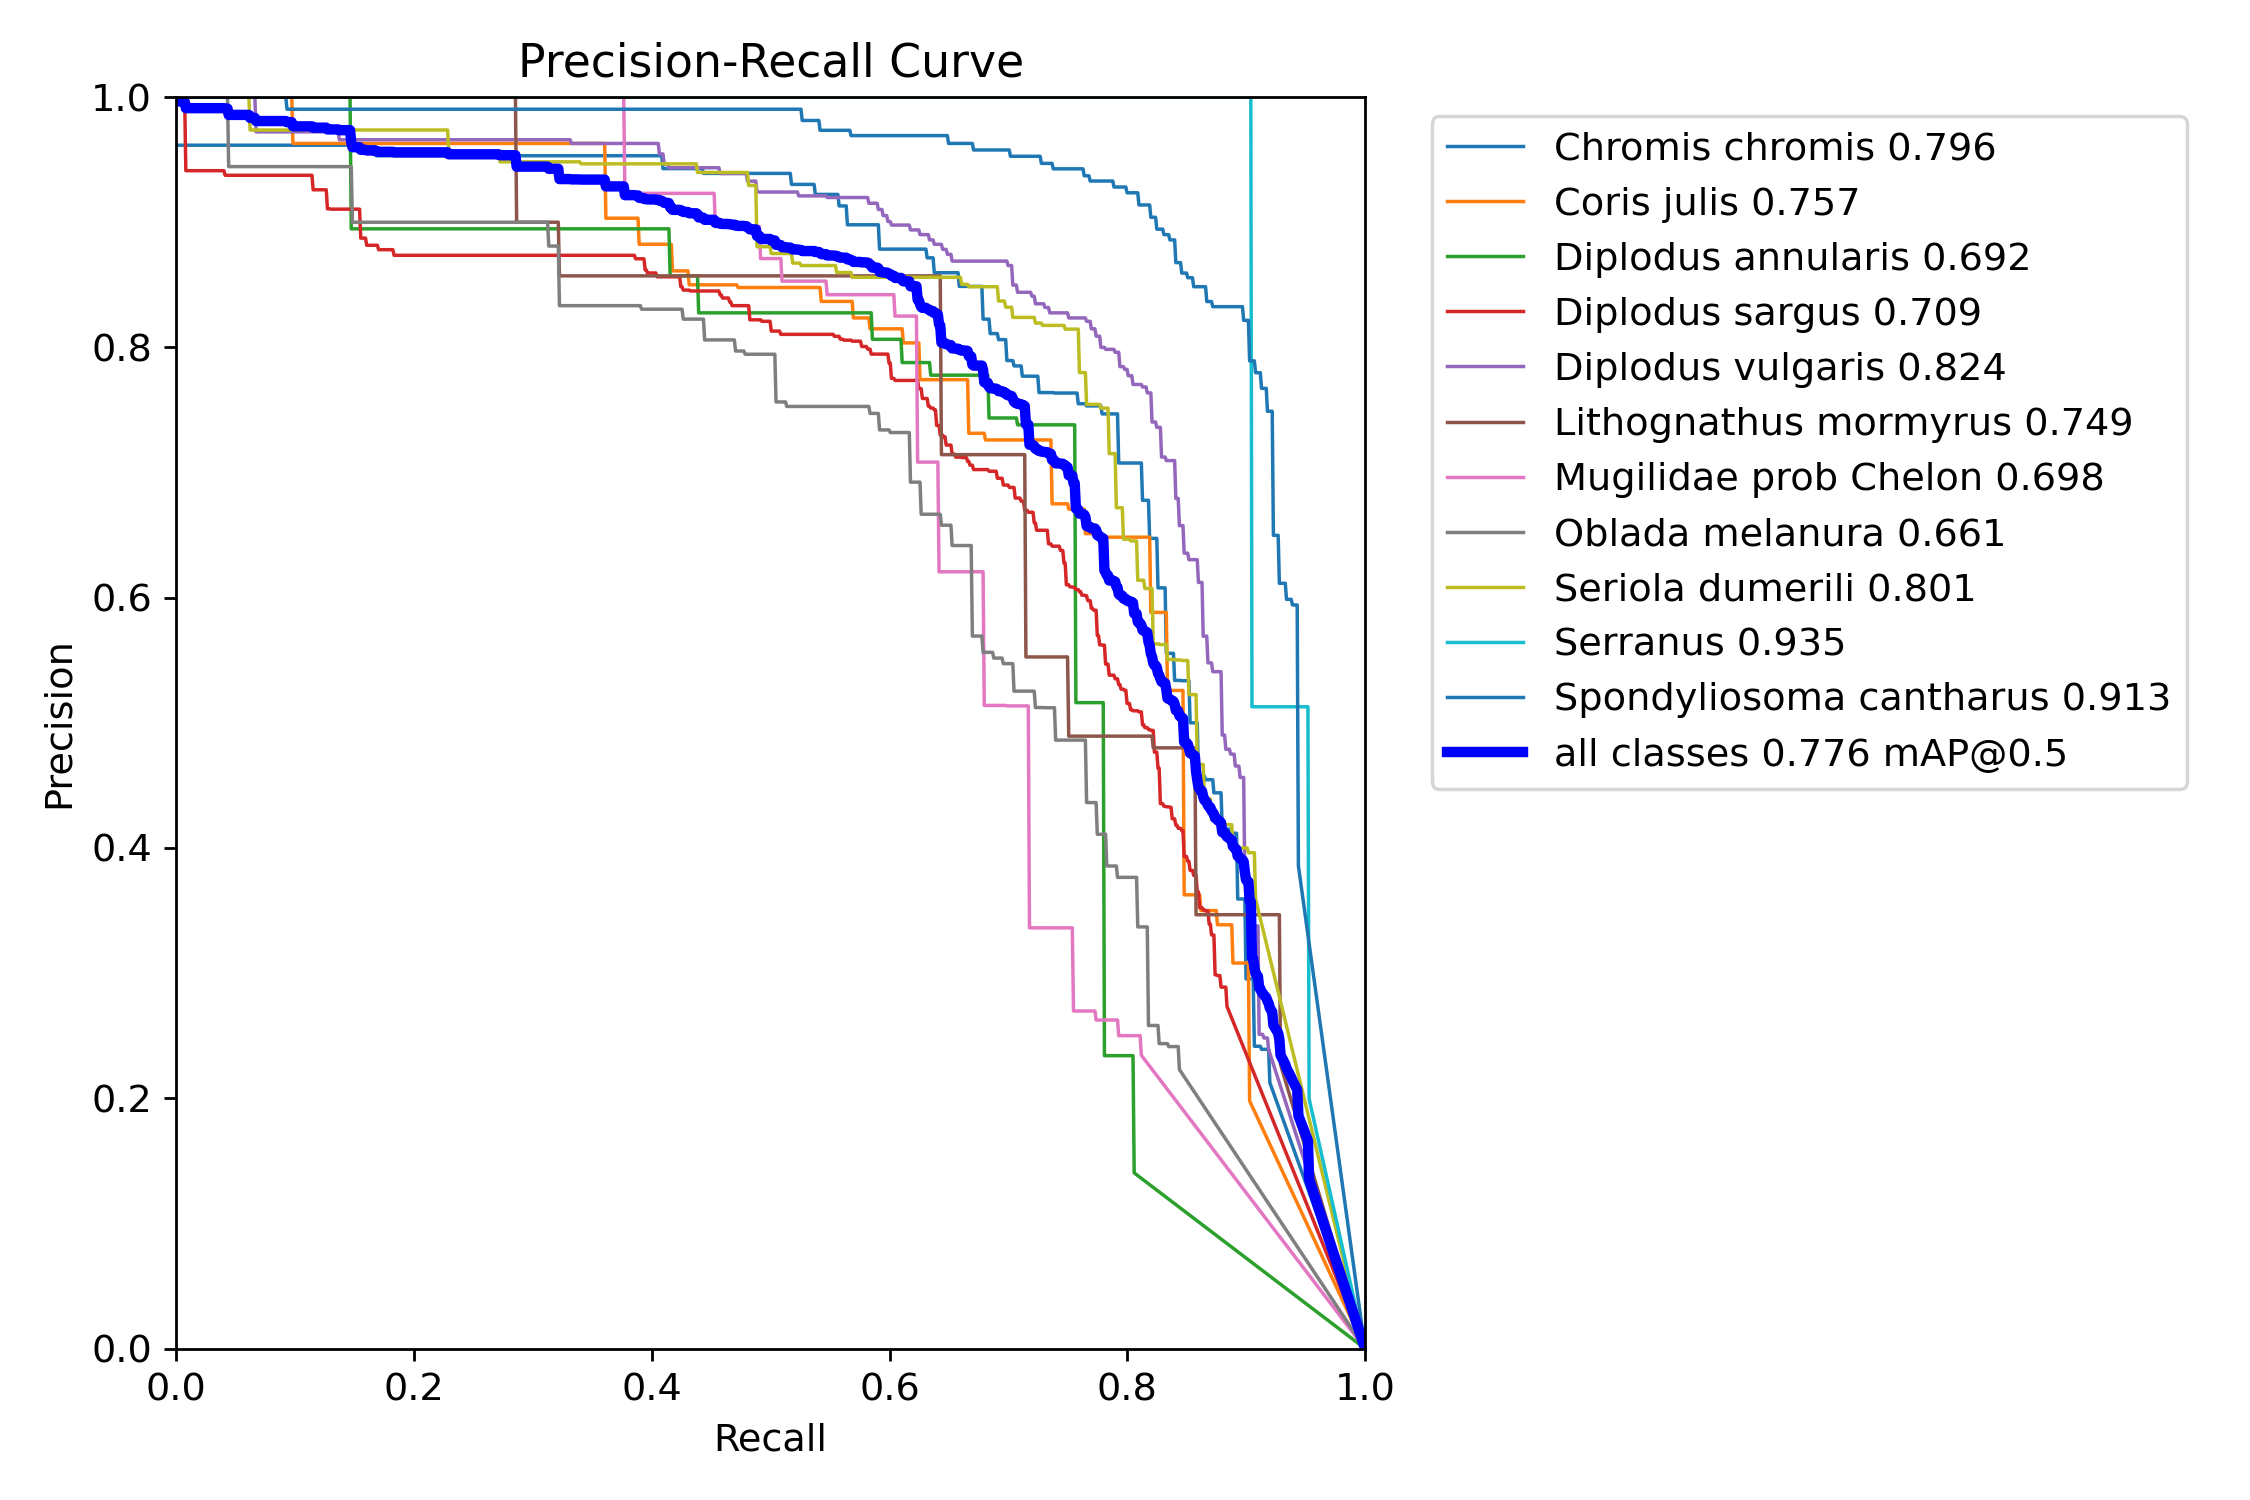 Precision-Recall Curve
1.0
0.8
0.6
0.4
0.2
0.0
Precision
0.0 0.2 0.4 0.6 0.8 1.0
Recall
Chromis chromis 0.796
Coris julis 0.757
Diplodus annularis 0.692
Diplodus sargus 0.709
Diplodus vulgaris 0.824
Lithognathus mormyrus 0.749
Mugilidae prob Chelon 0.698
Oblada melanura 0.661
Seriola dumerili 0.801
Serranus 0.935
Spondyliosoma cantharus 0.913
all classes 0.776 mAP@0.5